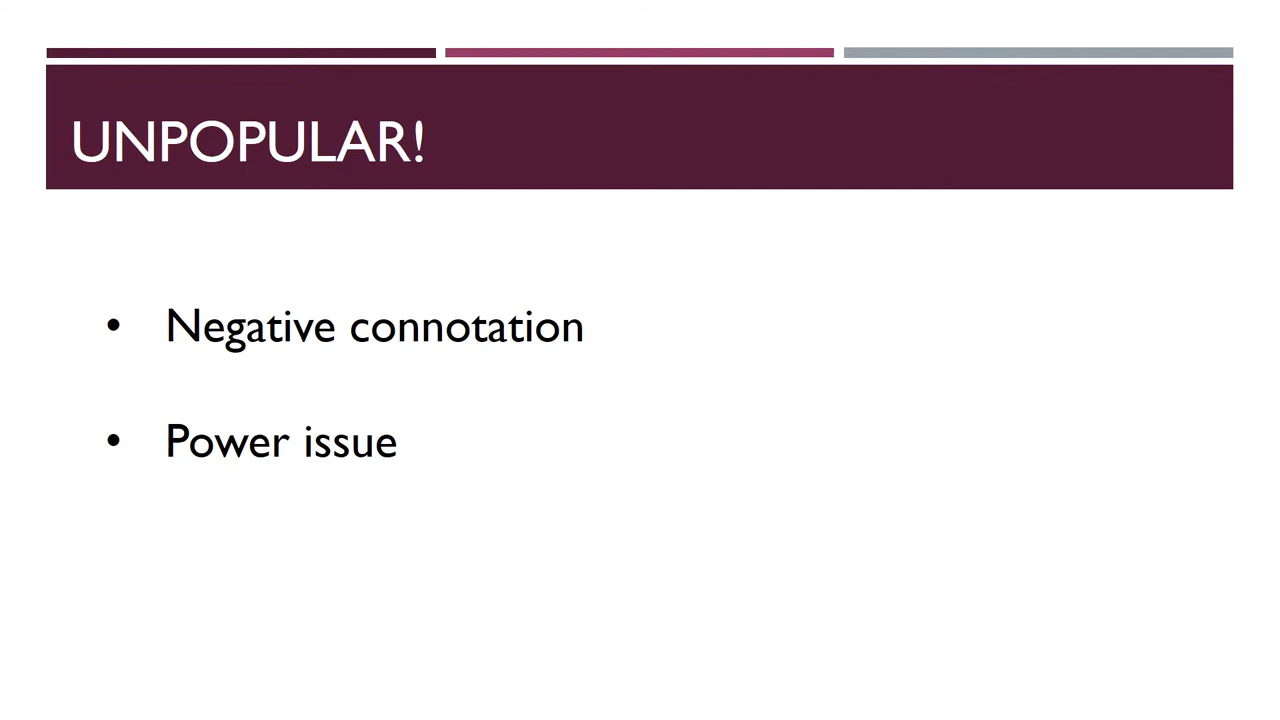 UNPOPULAR!
• Negative connotation
• Power issue